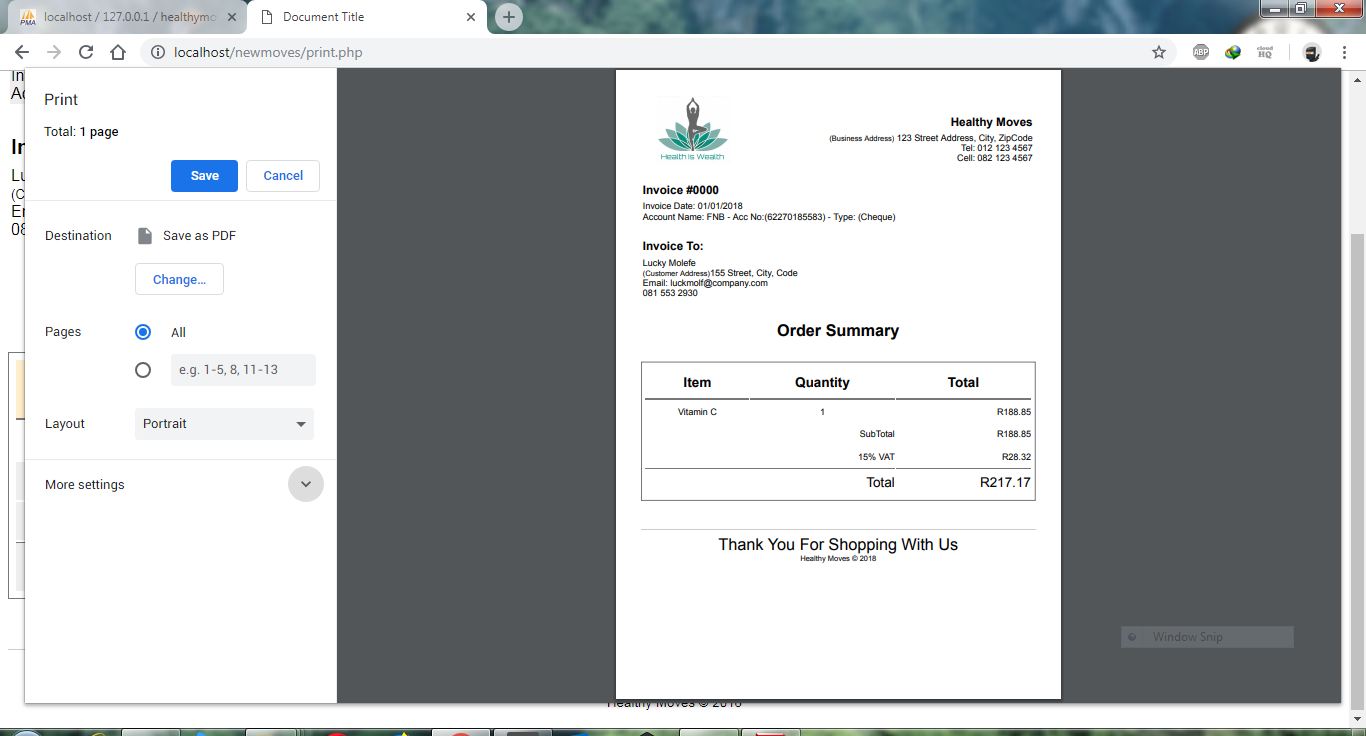 PMA
localhost / 127.0.0.1 / healthymo
Document Title
localhost/newmoves/print.php
ABP
cloud
HQ
Print
Total: 1 page
Save
Cancel
Destination
Save as PDF
Change...
Pages
All
e.g. 1-5, 8, 11-13
Layout
Portrait
More settings
Health is Wealth
Healthy Moves
(Business Address) 123 Street Address, City, ZipCode
Tel: 012 123 4567
Cell: 082 123 4567
Invoice #0000
Invoice Date: 01/01/2018
Account Name: FNB - Acc No:(62270185583) - Type: (Cheque)
Invoice To:
Lucky Molefe
(Customer Address)155 Street, City, Code
Email: luckmolf@company.com
081 553 2930
Order Summary
Item Quantity Total
Vitamin C 1 R188.85
SubTotal R188.85
15% VAT R28.32
Total R217.17
Thank You For Shopping With Us
Healthy Moves © 2018
Window Snip
Healthy Moves © 2018